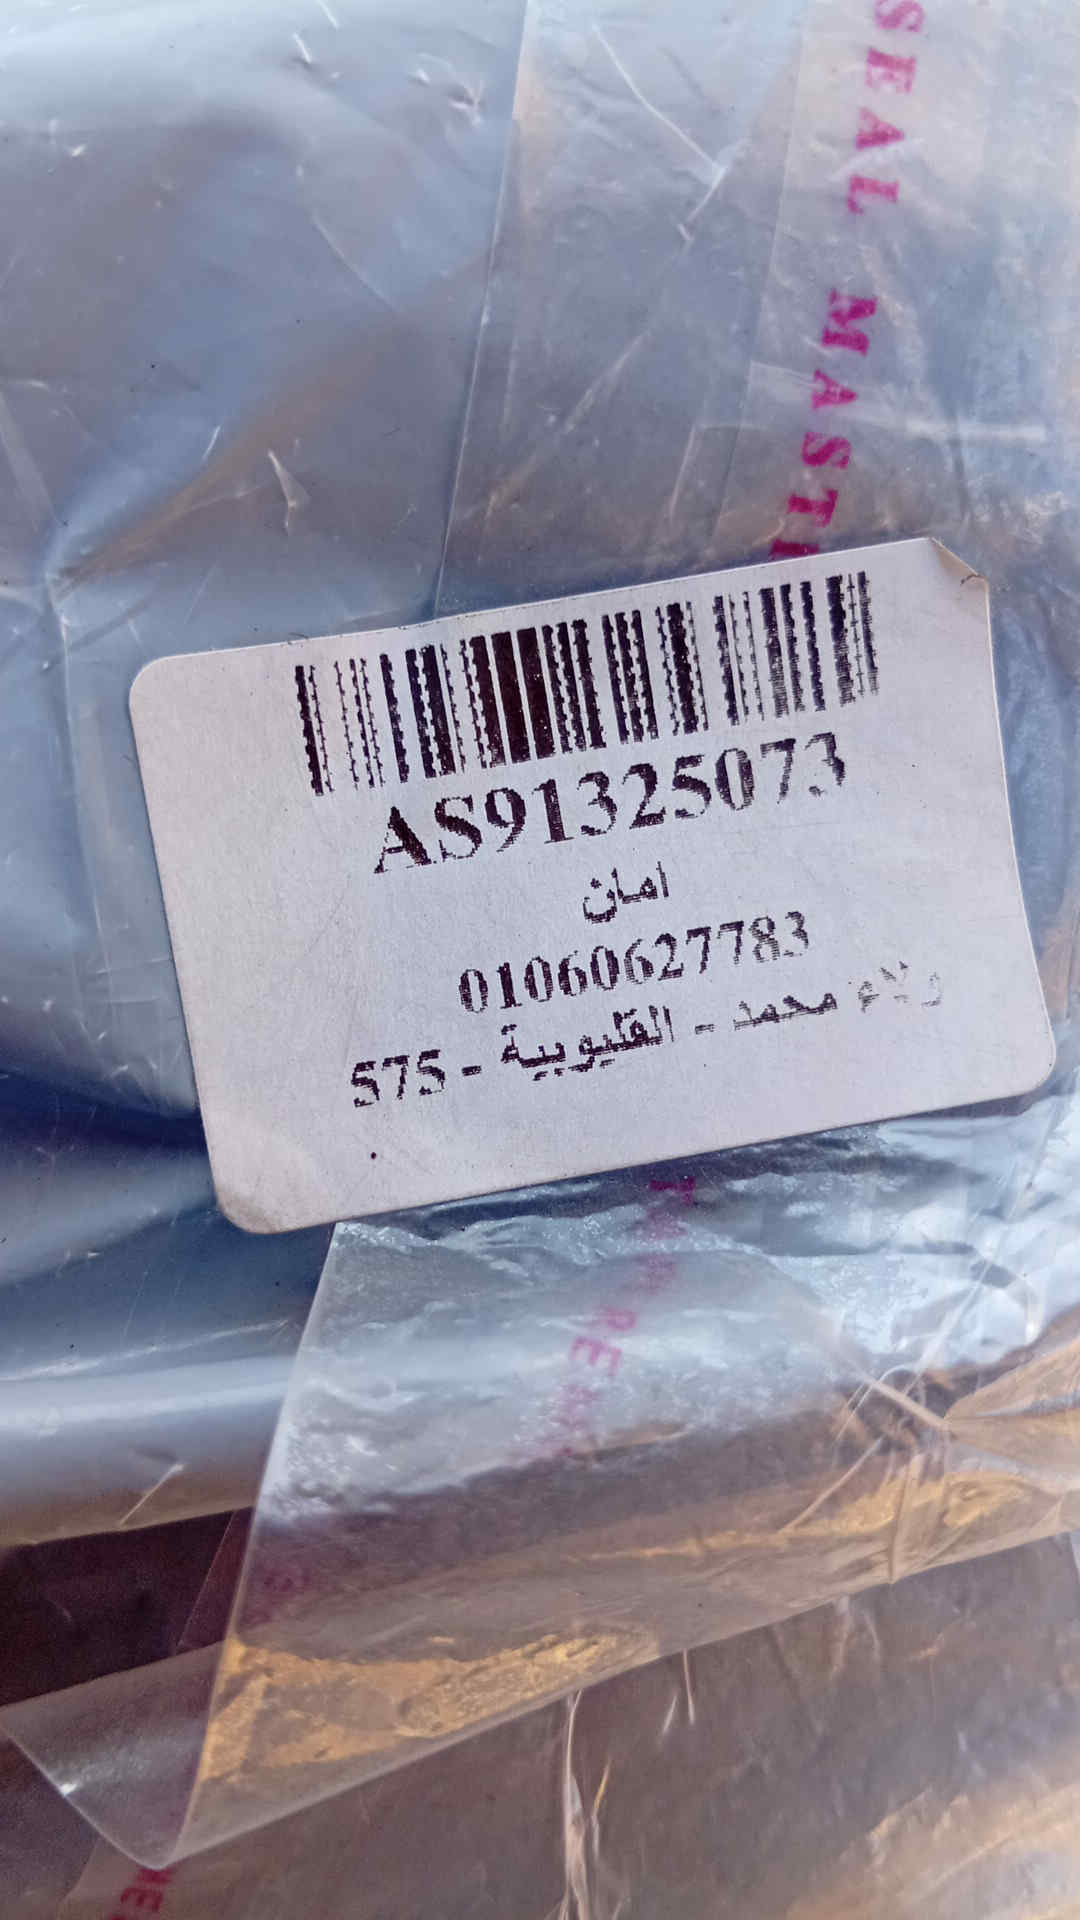 SEAL MAST
AS91325073
امان
01060627783
ولاء محمد - القليوبية - 575